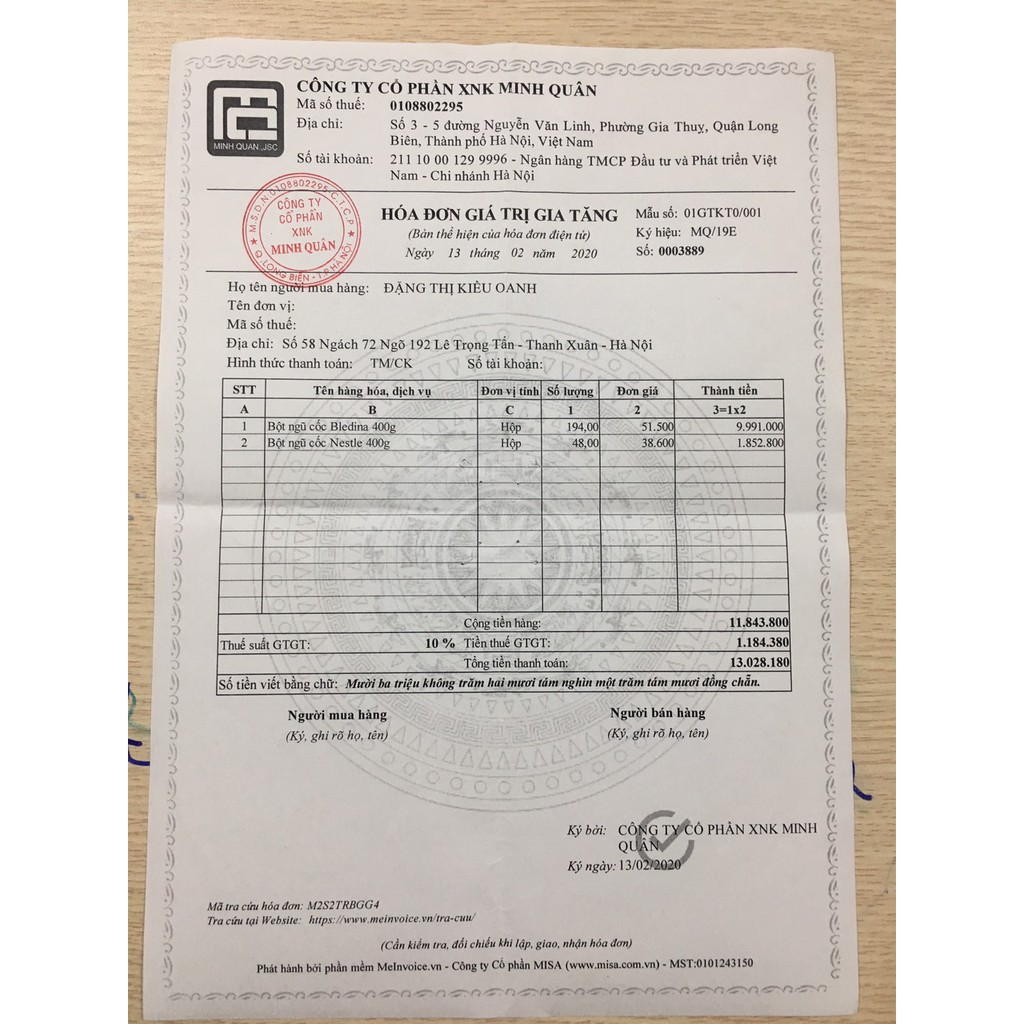 MINH QUAN.,JSC
CÔNG TY CỔ PHẦN XNK MINH QUÂN
Mã số thuế: 0108802295
Địa chỉ: Số 3 - 5 đường Nguyễn Văn Linh, Phường Gia Thuỵ, Quận Long
Biên, Thành phố Hà Nội, Việt Nam
Số tài khoản: 211 10 00 129 9996 - Ngân hàng TMCP Đầu tư và Phát triển Việt
Nam - Chi nhánh Hà Nội
M.S.D.N:0108802295-C.T.C.P
CÔNG TY
CỔ PHẦN
XNK
MINH QUÂN
Q.LONG BIÊN - T.P.HÀ NỘI
HÓA ĐƠN GIÁ TRỊ GIA TĂNG
(Bản thể hiện của hóa đơn điện tử)
Ngày 13 tháng 02 năm 2020
Mẫu số: 01GTKT0/001
Ký hiệu: MQ/19E
Số: 0003889
Họ tên người mua hàng: ĐẶNG THỊ KIỀU OANH
Tên đơn vị:
Mã số thuế:
Địa chỉ: Số 58 Ngách 72 Ngõ 192 Lê Trọng Tấn - Thanh Xuân - Hà Nội
Hình thức thanh toán: TM/CK Số tài khoản:
STT Tên hàng hóa, dịch vụ Đơn vị tính Số lượng Đơn giá Thành tiền
A B C 1 2 3=1x2
1 Bột ngũ cốc Bledina 400g Hộp 194,00 51.500 9.991.000
2 Bột ngũ cốc Nestle 400g Hộp 48,00 38.600 1.852.800
Cộng tiền hàng: 11.843.800
Thuế suất GTGT: 10 % Tiền thuế GTGT: 1.184.380
Tổng tiền thanh toán: 13.028.180
Số tiền viết bằng chữ: Mười ba triệu không trăm hai mươi tám nghìn một trăm tám mươi đồng chẵn.
Người mua hàng
(Ký, ghi rõ họ, tên)
Người bán hàng
(Ký, ghi rõ họ, tên)
Ký bởi: CÔNG TY CỔ PHẦN XNK MINH
QUÂN
Ký ngày: 13/02/2020
Mã tra cứu hóa đơn: M2S2TRBGG4
Tra cứu tại Website: https://www.meinvoice.vn/tra-cuu/
(Cần kiểm tra, đối chiếu khi lập, giao, nhận hóa đơn)
Phát hành bởi phần mềm MeInvoice.vn - Công ty Cổ phần MISA (www.misa.com.vn) - MST:0101243150